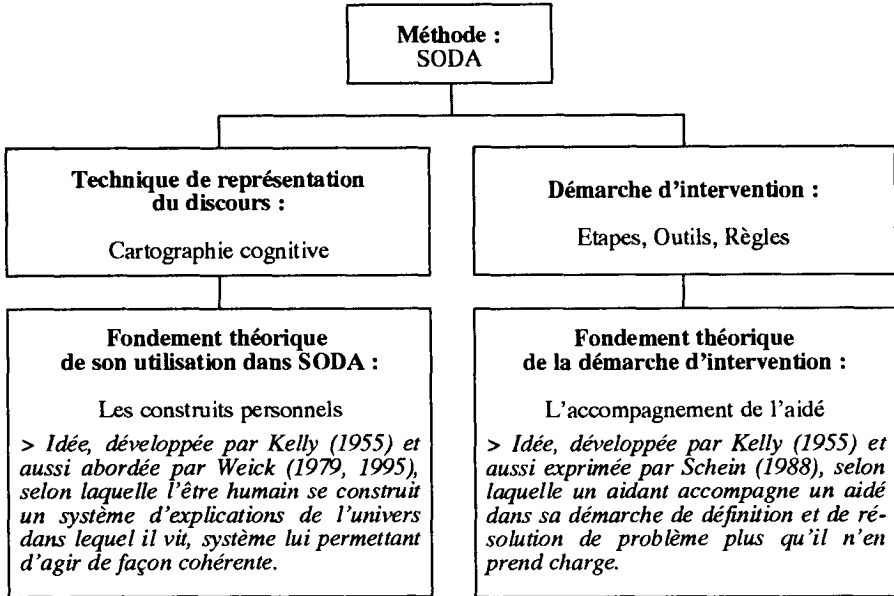 Méthode :
SODA
Technique de représentation
du discours :
Cartographie cognitive
Démarche d'intervention :
Etapes, Outils, Règles
Fondement théorique
de son utilisation dans SODA :
Les construits personnels
> Idée, développée par Kelly (1955) et
aussi abordée par Weick (1979, 1995),
selon laquelle l'être humain se construit
un système d'explications de l'univers
dans lequel il vit, système lui permettant
d'agir de façon cohérente.
Fondement théorique
de la démarche d'intervention :
L'accompagnement de l'aidé
> Idée, développée par Kelly (1955) et
aussi exprimée par Schein (1988), selon
laquelle un aidant accompagne un aidé
dans sa démarche de définition et de ré-
solution de problème plus qu'il n'en
prend charge.